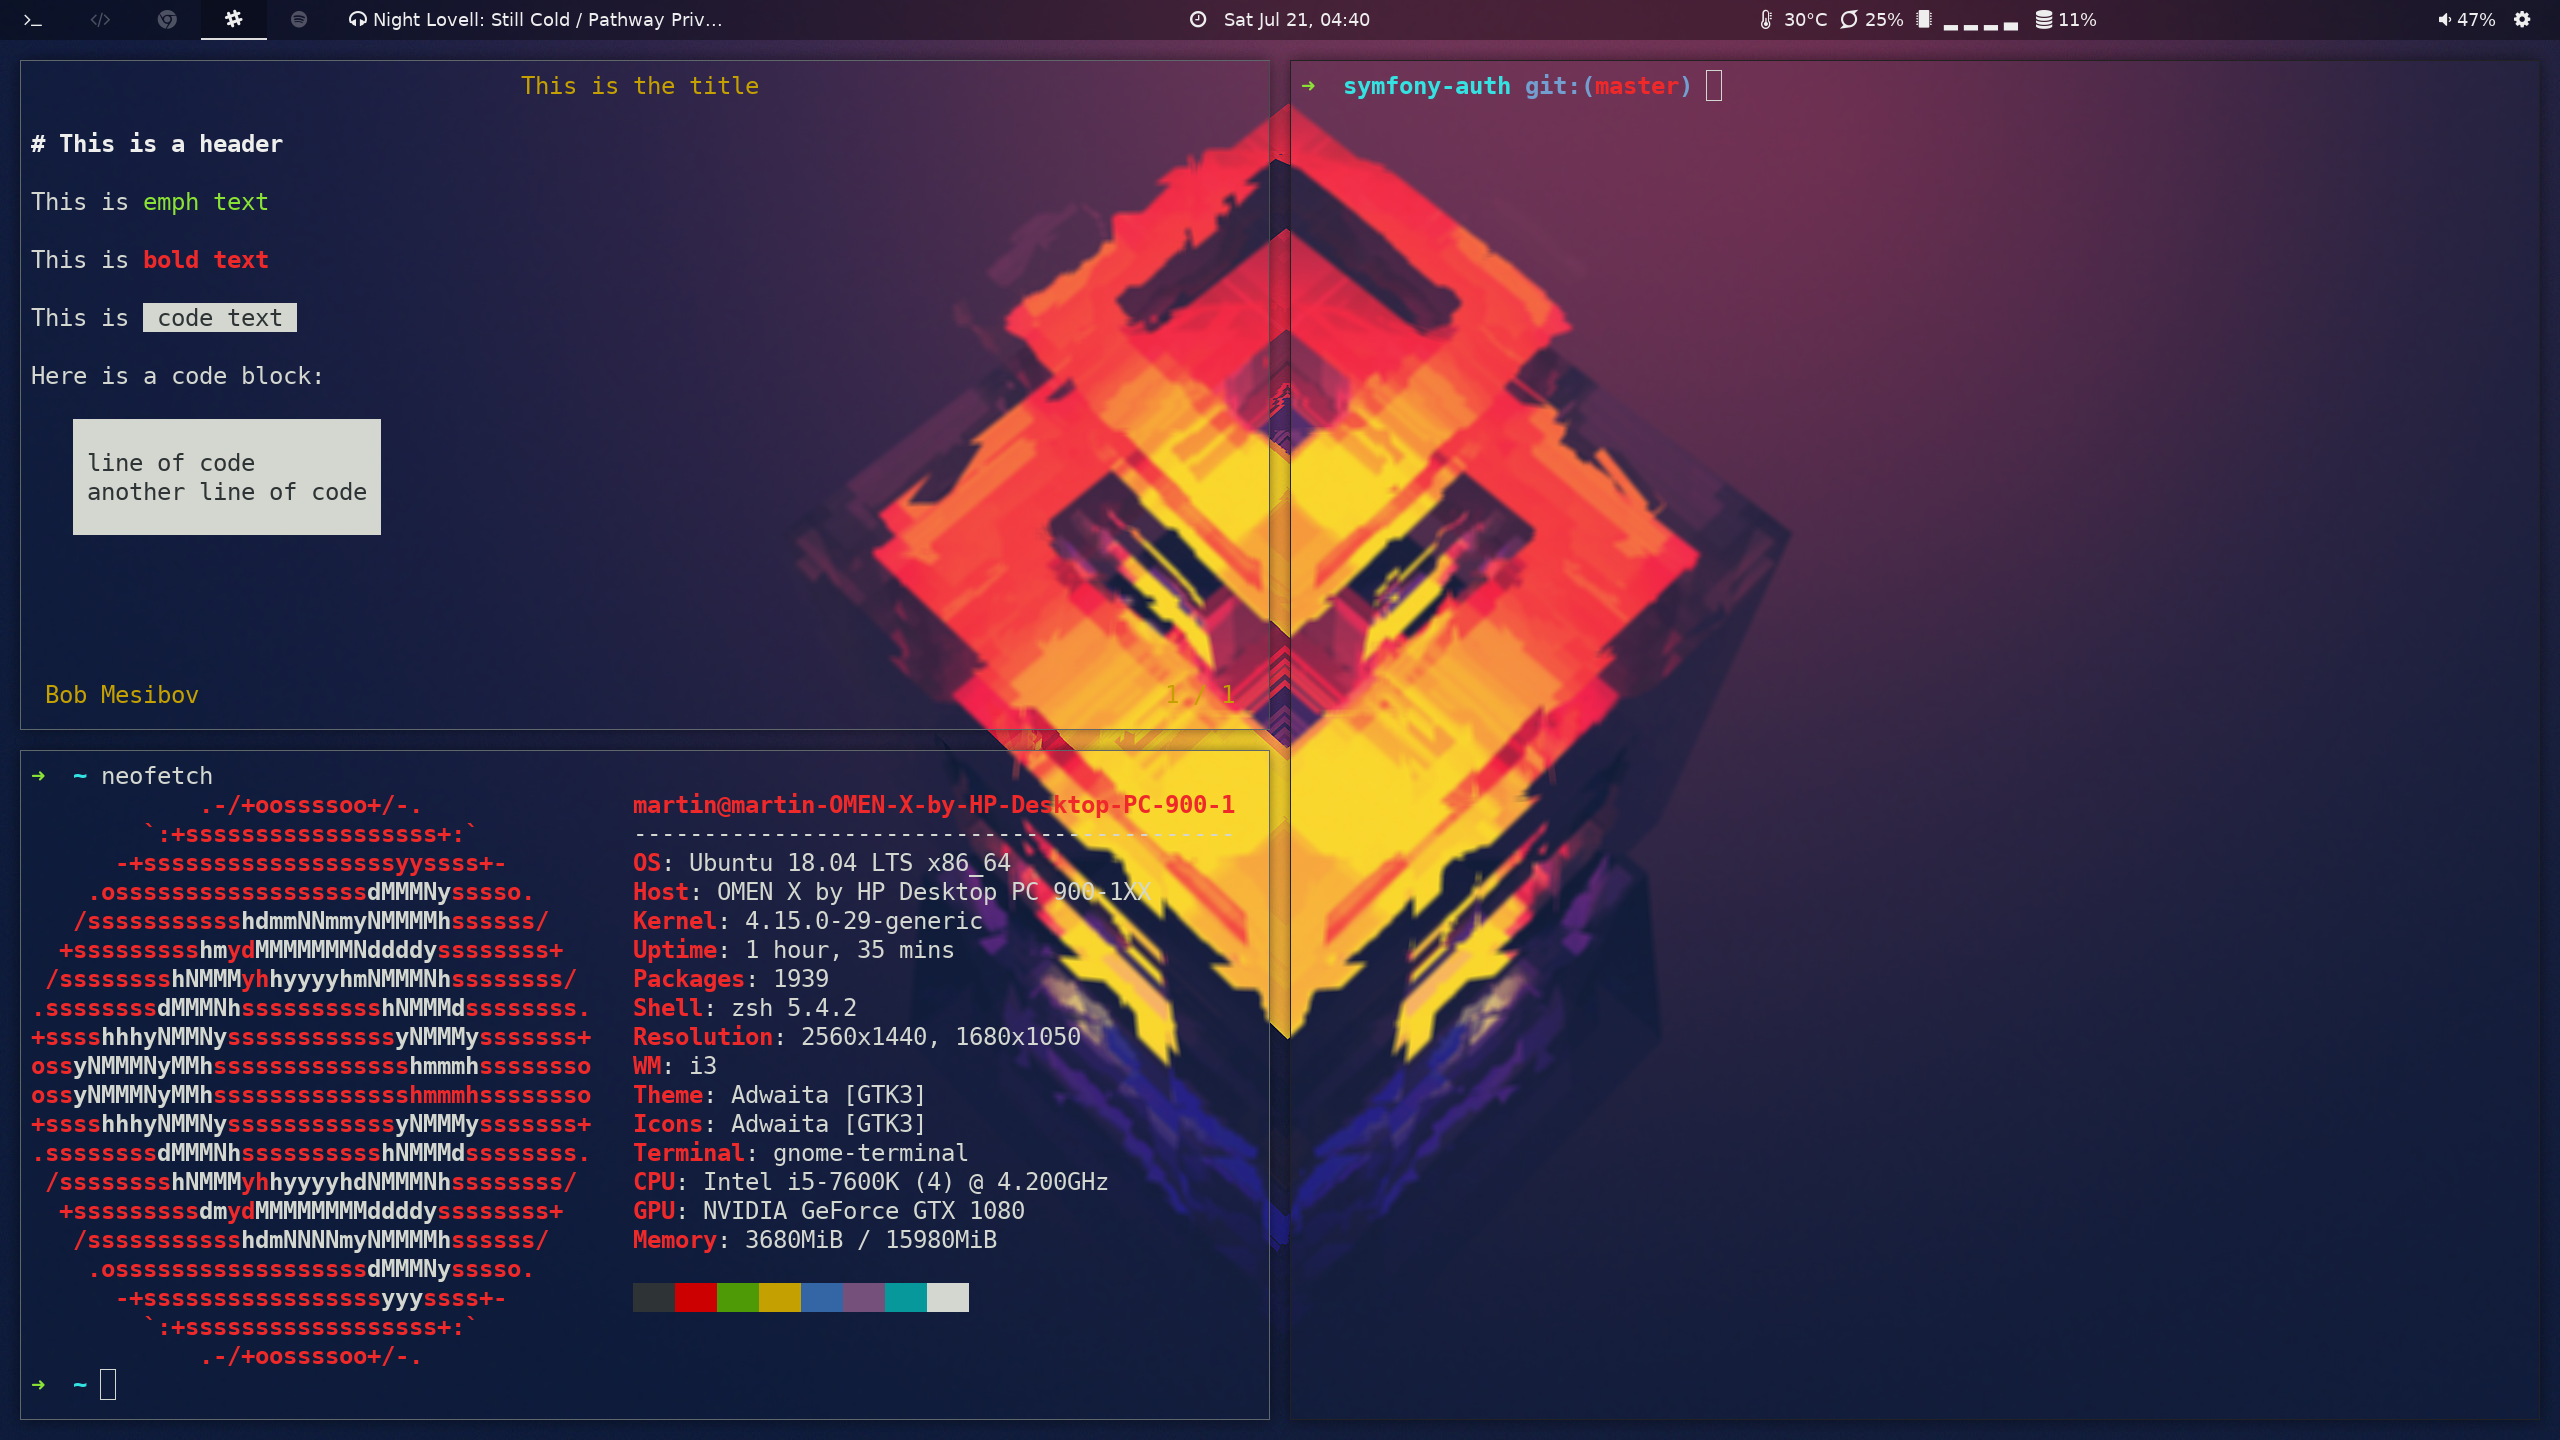 Night Lovell: Still Cold / Pathway Priv...
Sat Jul 21, 04:40
30°C 25% 11%
47%
This is the title
# This is a header
This is emph text
This is bold text
This is code text
Here is a code block:
line of code
another line of code
Bob Mesibov 1 / 1
➜ ~ neofetch
.-/+oossssoo+/-.
`:+ssssssssssssssssss+:`
-+ssssssssssssssssssyyssss+-
.ossssssssssssssssssdMMMNysssso.
/ssssssssssshdmmNNmmyNMMMMhssssss/
+ssssssssshmydMMMMMMMNddddyssssssss+
/sssssssshNMMMyhhyyyyhmNMMMNhssssssss/
.ssssssssdMMMNhsssssssssshNMMMdssssssss.
+sssshhhyNMMNyssssssssssssyNMMMysssssss+
ossyNMMMNyMMhsssssssssssssshmmmhssssssso
ossyNMMMNyMMhsssssssssssssshmmmhssssssso
+sssshhhyNMMNyssssssssssssyNMMMysssssss+
.ssssssssdMMMNhsssssssssshNMMMdssssssss.
/sssssssshNMMMyhhyyyyhdNMMMNhssssssss/
+sssssssssdmydMMMMMMMMddddyssssssss+
/ssssssssssshdmNNNNmyNMMMMhssssss/
.ossssssssssssssssssdMMMNysssso.
-+sssssssssssssssssyyyssss+-
`:+ssssssssssssssssss+:`
.-/+oossssoo+/-.
martin@martin-OMEN-X-by-HP-Desktop-PC-900-1
-------------------------------------------
OS: Ubuntu 18.04 LTS x86_64
Host: OMEN X by HP Desktop PC 900-1XX
Kernel: 4.15.0-29-generic
Uptime: 1 hour, 35 mins
Packages: 1939
Shell: zsh 5.4.2
Resolution: 2560x1440, 1680x1050
WM: i3
Theme: Adwaita [GTK3]
Icons: Adwaita [GTK3]
Terminal: gnome-terminal
CPU: Intel i5-7600K (4) @ 4.200GHz
GPU: NVIDIA GeForce GTX 1080
Memory: 3680MiB / 15980MiB
➜ ~
➜ symfony-auth git:(master)